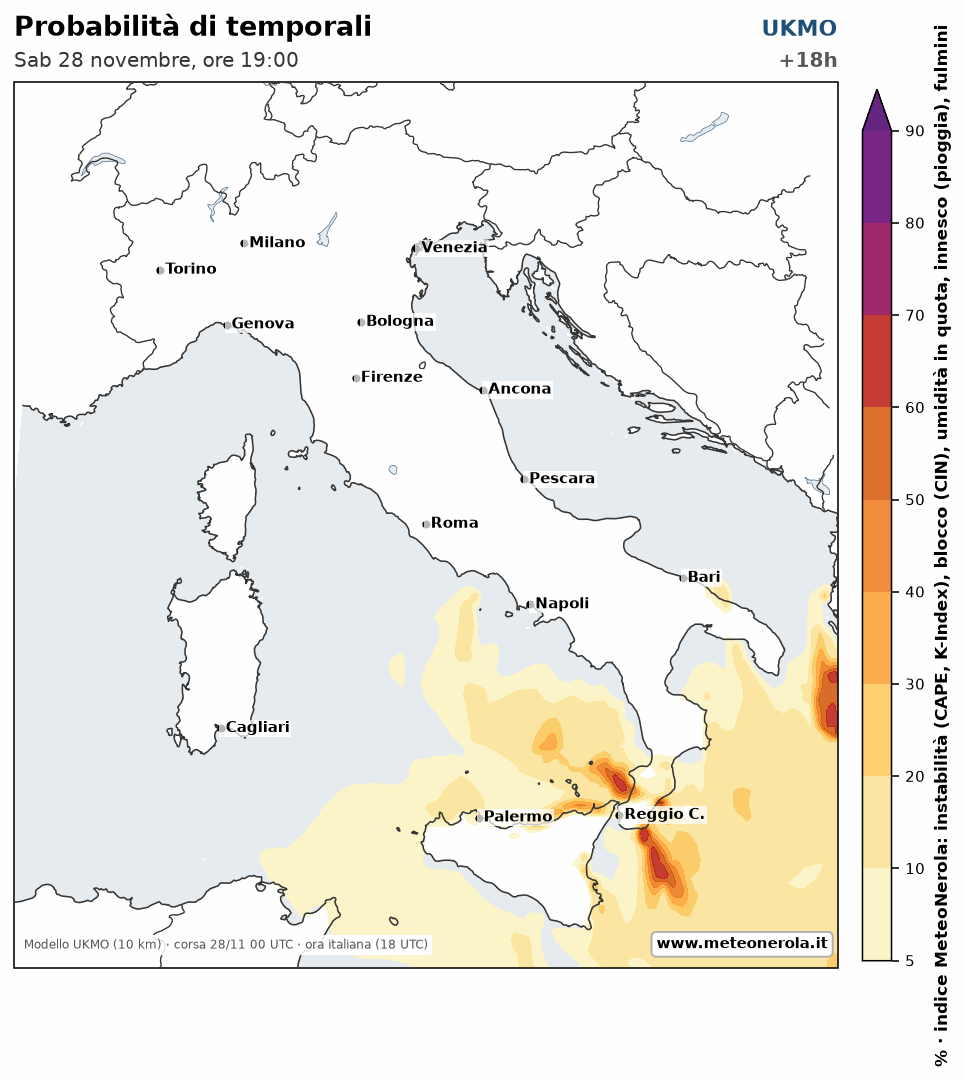 Probabilità di temporali
UKMO
Sab 28 novembre, ore 19:00
+18h
Milano
Venezia
Torino
Genova
Bologna
Firenze
Ancona
Pescara
Roma
Bari
Napoli
Cagliari
Palermo
Reggio C.
Modello UKMO (10 km) · corsa 28/11 00 UTC · ora italiana (18 UTC)
www.meteonerola.it
90
80
70
60
50
40
30
20
10
5
% · indice MeteoNerola: instabilità (CAPE, K-Index), blocco (CIN), umidità in quota, innesco (pioggia), fulmini